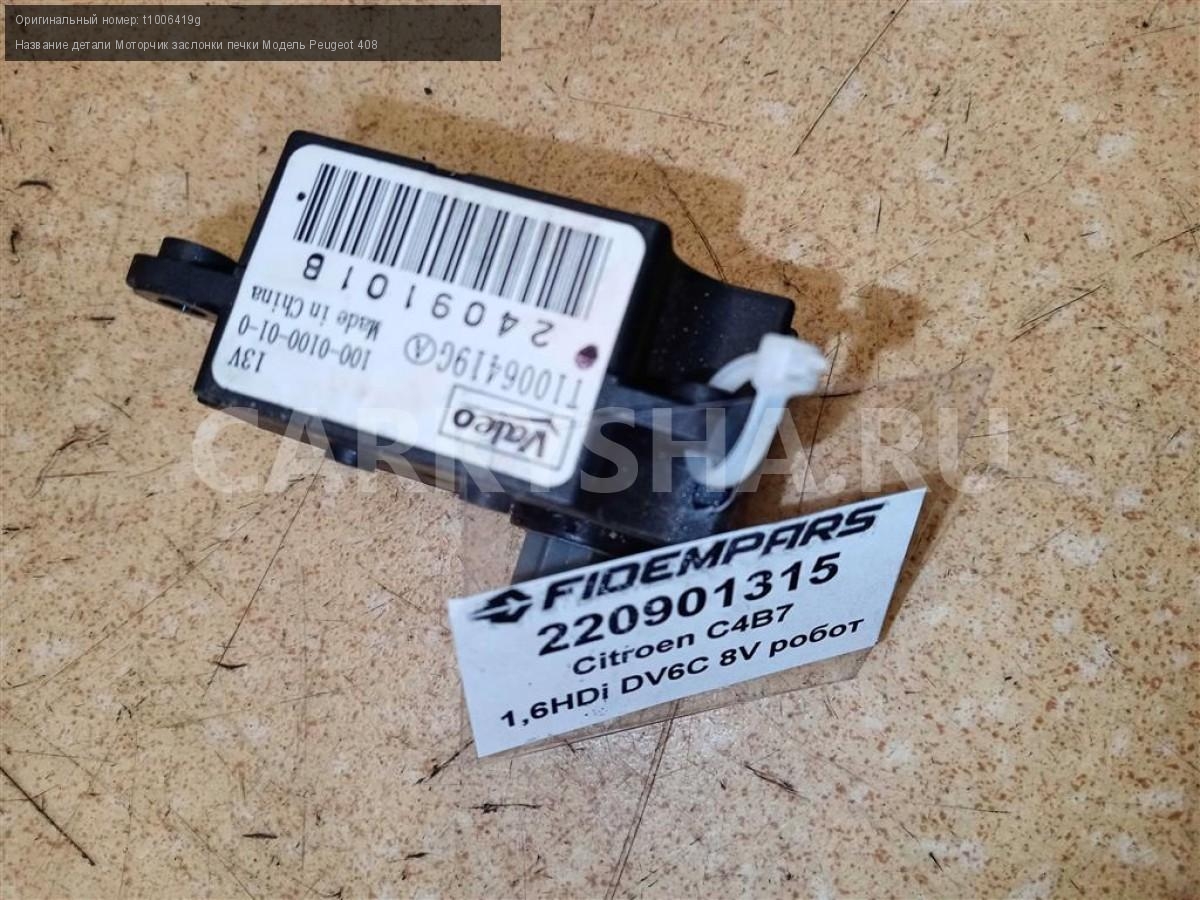 Оригинальный номер: t1006419g
Название детали Моторчик заслонки печки Модель Peugeot 408
Valeo
T1006419G A
100-0100-01-0
13V
Made in China
2409101B
CARRYSHA.RU
FIDEMPARS
220901315
Citroen C4B7
1,6HDi DV6C 8V робот